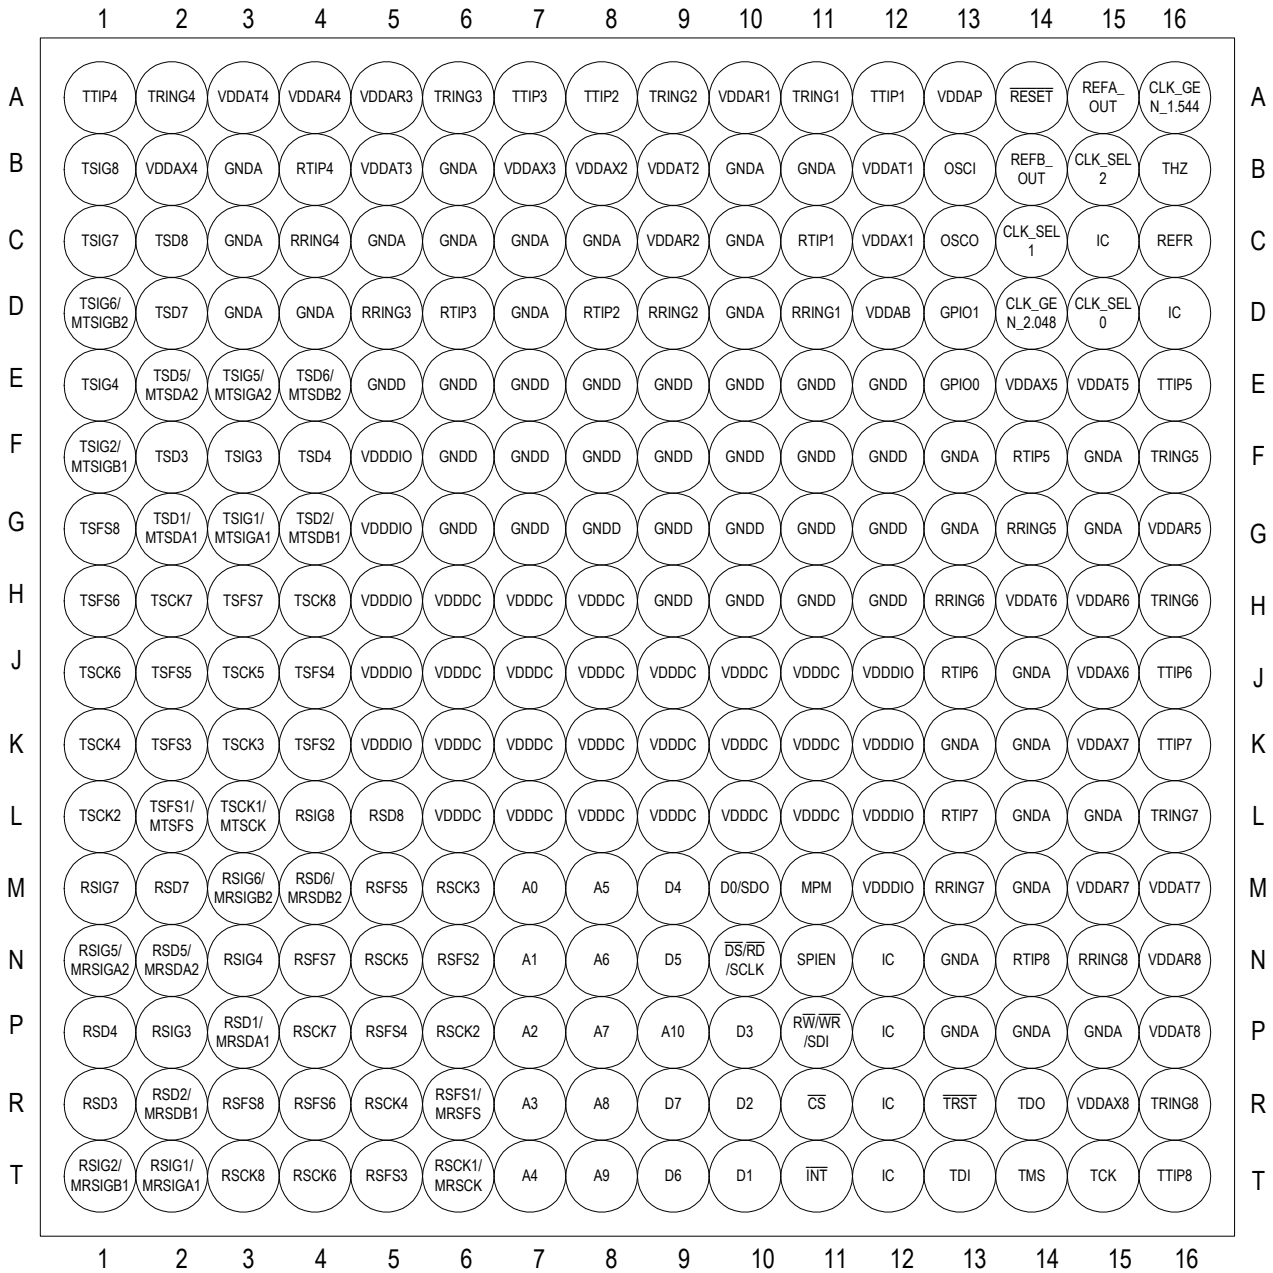 1 2 3 4 5 6 7 8 9 10 11 12 13 14 15 16
A TTIP4 TRING4 VDDAT4 VDDAR4 VDDAR3 TRING3 TTIP3 TTIP2 TRING2 VDDAR1 TRING1 TTIP1 VDDAP RESET REFA_ CLK_GE A
OUT N_1.544
B TSIG8 VDDAX4 GNDA RTIP4 VDDAT3 GNDA VDDAX3 VDDAX2 VDDAT2 GNDA GNDA VDDAT1 OSCI REFB_ CLK_SEL THZ B
OUT 2
C TSIG7 TSD8 GNDA RRING4 GNDA GNDA GNDA GNDA VDDAR2 GNDA RTIP1 VDDAX1 OSCO CLK_SEL IC REFR C
1
D TSIG6/ TSD7 GNDA GNDA RRING3 RTIP3 GNDA RTIP2 RRING2 GNDA RRING1 VDDAB GPIO1 CLK_GE CLK_SEL IC D
MTSIGB2 N_2.048 0
E TSIG4 TSD5/ TSIG5/ TSD6/ GNDD GNDD GNDD GNDD GNDD GNDD GNDD GNDD GPIO0 VDDAX5 VDDAT5 TTIP5 E
MTSDA2 MTSIGA2 MTSDB2
F TSIG2/ TSD3 TSIG3 TSD4 VDDDIO GNDD GNDD GNDD GNDD GNDD GNDD GNDD GNDA RTIP5 GNDA TRING5 F
MTSIGB1
G TSFS8 TSD1/ TSIG1/ TSD2/ VDDDIO GNDD GNDD GNDD GNDD GNDD GNDD GNDD GNDA RRING5 GNDA VDDAR5 G
MTSDA1 MTSIGA1 MTSDB1
H TSFS6 TSCK7 TSFS7 TSCK8 VDDDIO VDDDC VDDDC VDDDC GNDD GNDD GNDD GNDD RRING6 VDDAT6 VDDAR6 TRING6 H
J TSCK6 TSFS5 TSCK5 TSFS4 VDDDIO VDDDC VDDDC VDDDC VDDDC VDDDC VDDDC VDDDIO RTIP6 GNDA VDDAX6 TTIP6 J
K TSCK4 TSFS3 TSCK3 TSFS2 VDDDIO VDDDC VDDDC VDDDC VDDDC VDDDC VDDDC VDDDIO GNDA GNDA VDDAX7 TTIP7 K
L TSCK2 TSFS1/ TSCK1/ RSIG8 RSD8 VDDDC VDDDC VDDDC VDDDC VDDDC VDDDC VDDDIO RTIP7 GNDA GNDA TRING7 L
MTSFS MTSCK
M RSIG7 RSD7 RSIG6/ RSD6/ RSFS5 RSCK3 A0 A5 D4 D0/SDO MPM VDDDIO RRING7 GNDA VDDAR7 VDDAT7 M
MRSIGB2 MRSDB2
N RSIG5/ RSD5/ RSIG4 RSFS7 RSCK5 RSFS2 A1 A6 D5 DS/RD SPIEN IC GNDA RTIP8 RRING8 VDDAR8 N
MRSIGA2 MRSDA2 /SCLK
P RSD4 RSIG3 RSD1/ RSCK7 RSFS4 RSCK2 A2 A7 A10 D3 RW/WR IC GNDA GNDA GNDA VDDAT8 P
MRSDA1 /SDI
R RSD3 RSD2/ RSFS8 RSFS6 RSCK4 RSFS1/ A3 A8 D7 D2 CS IC TRST TDO VDDAX8 TRING8 R
MRSDB1 MRSFS
T RSIG2/ RSIG1/ RSCK8 RSCK6 RSFS3 RSCK1/ A4 A9 D6 D1 INT IC TDI TMS TCK TTIP8 T
MRSIGB1 MRSIGA1 MRSCK
1 2 3 4 5 6 7 8 9 10 11 12 13 14 15 16